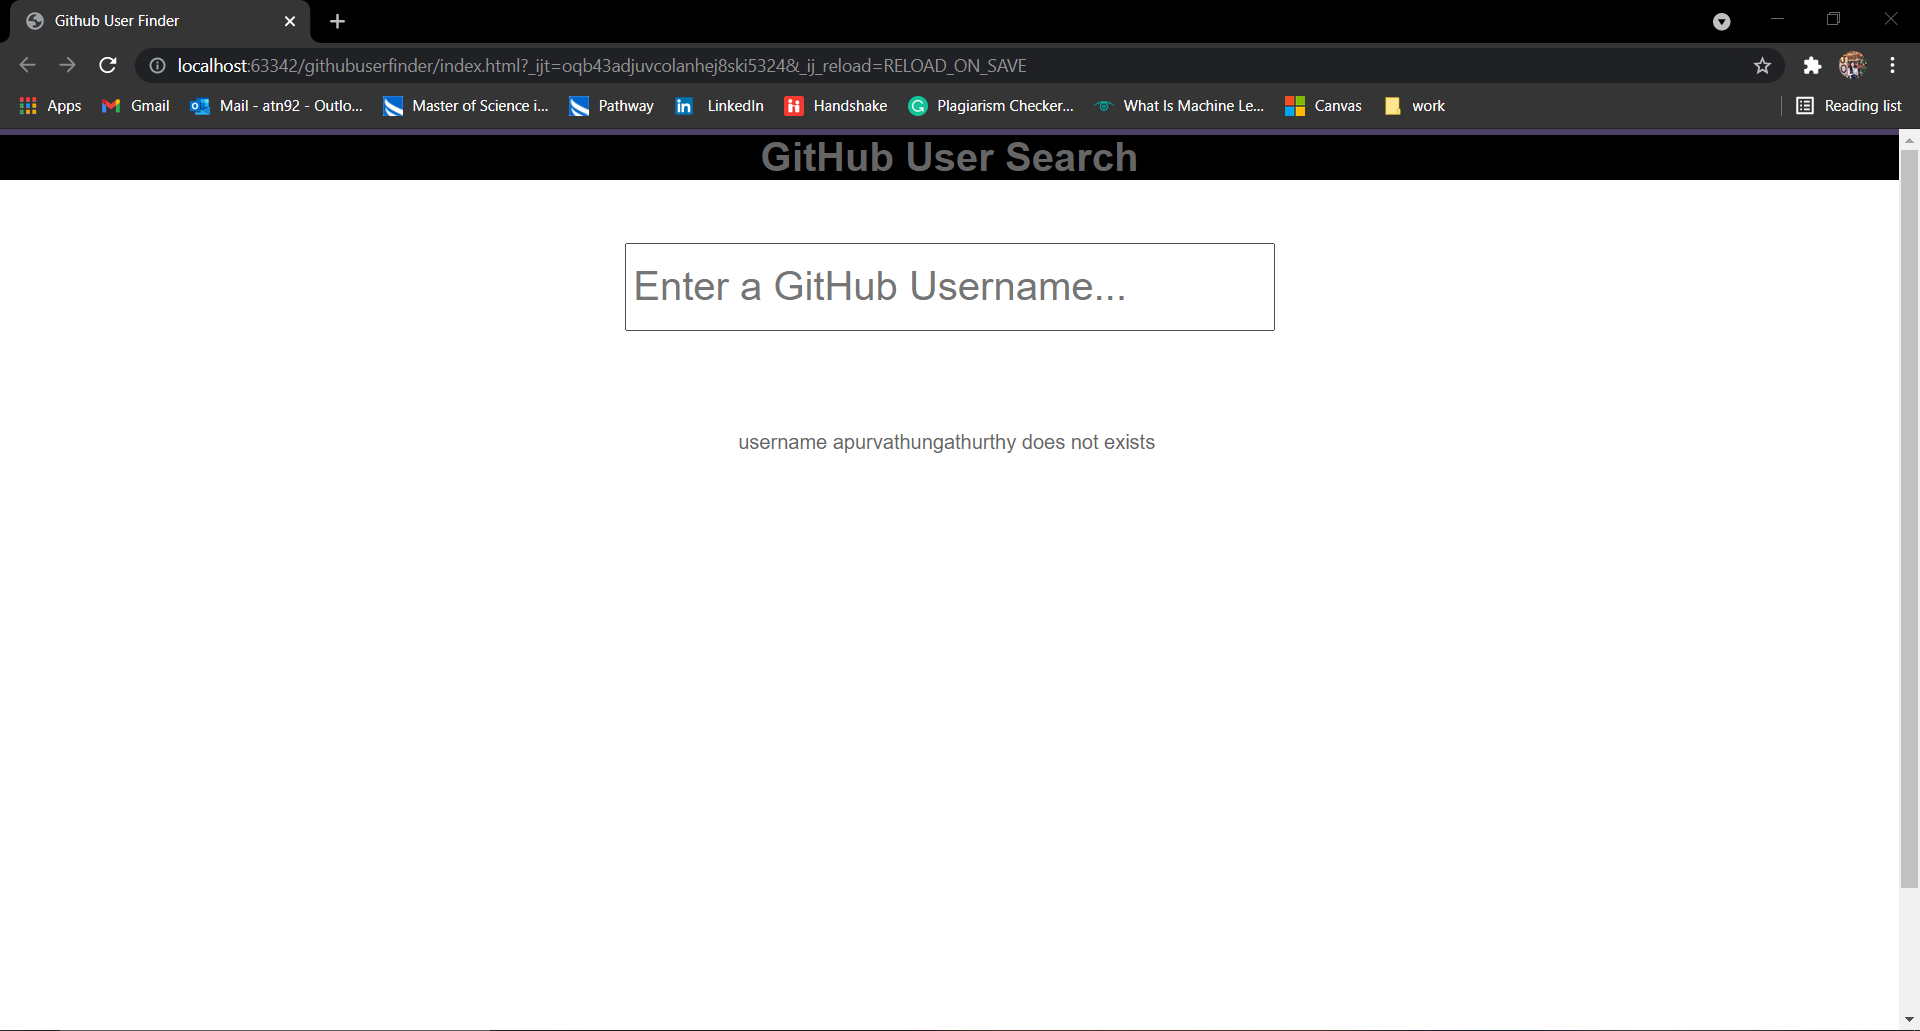 Github User Finder
localhost:63342/githubuserfinder/index.html?_ijt=oqb43adjuvcolanhej8ski5324&_ij_reload=RELOAD_ON_SAVE
Apps Gmail Mail - atn92 - Outlo... Master of Science i... Pathway LinkedIn Handshake Plagiarism Checker... What Is Machine Le... Canvas work Reading list
GitHub User Search
Enter a GitHub Username...
username apurvathungathurthy does not exists